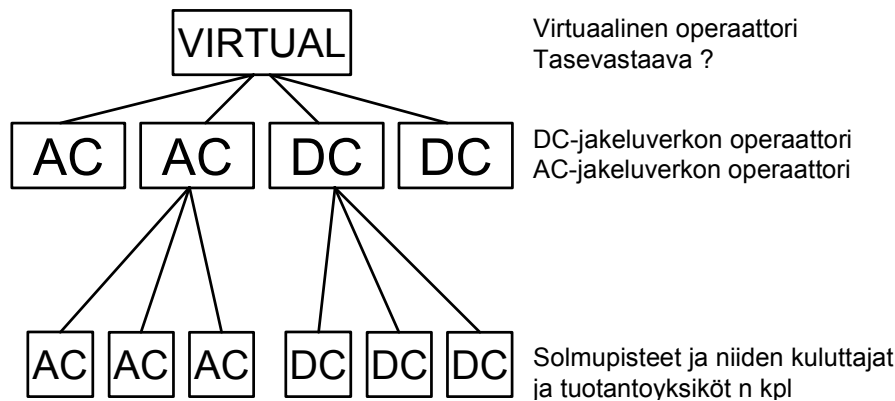 VIRTUAL
Virtuaalinen operaattori
Tasevastaava ?
AC AC DC DC
DC-jakeluverkon operaattori
AC-jakeluverkon operaattori
AC AC AC DC DC DC
Solmupisteet ja niiden kuluttajat
ja tuotantoyksiköt n kpl